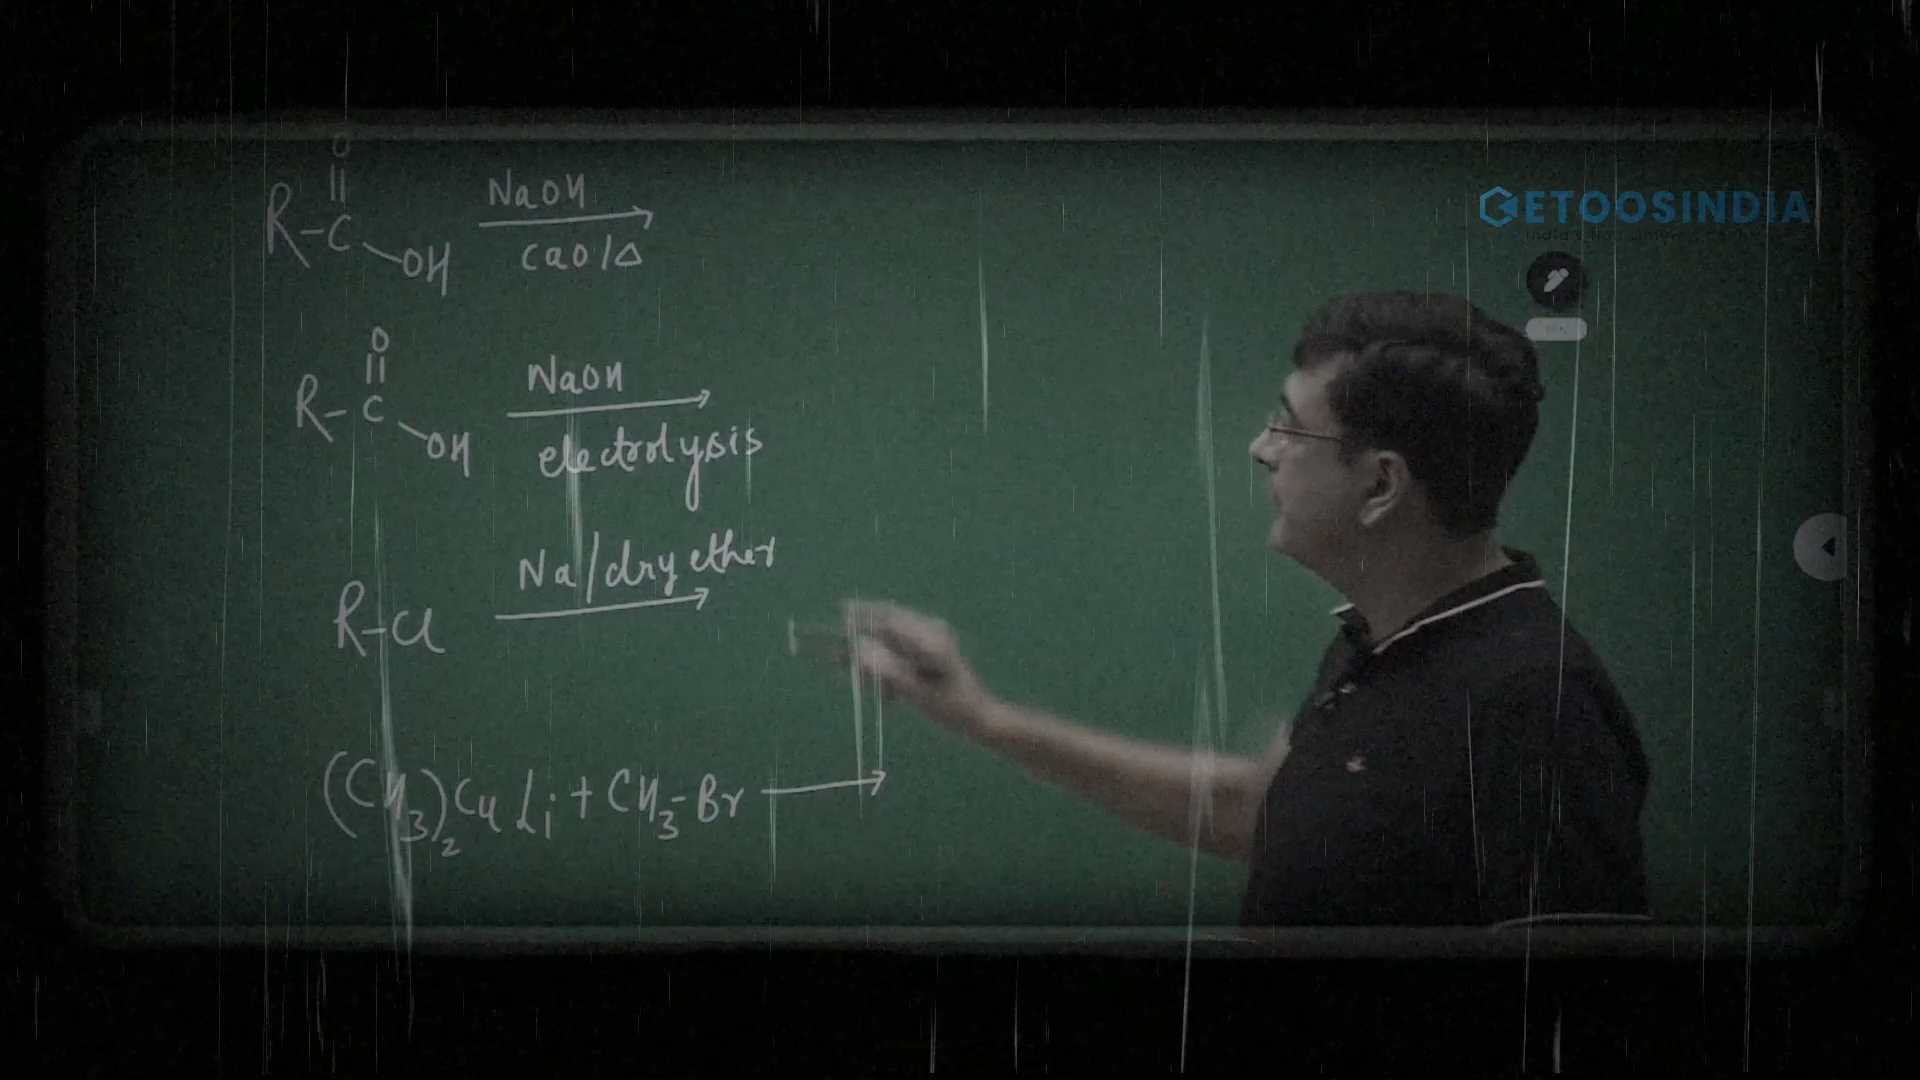 O
||
NaOH
R-C
OH
CaO/Δ
O
||
NaOH
R-C
OH
electrolysis
Na/dry ether
R-Cl
(CH3)2CuLi + CH3-Br
GETOOSINDIA